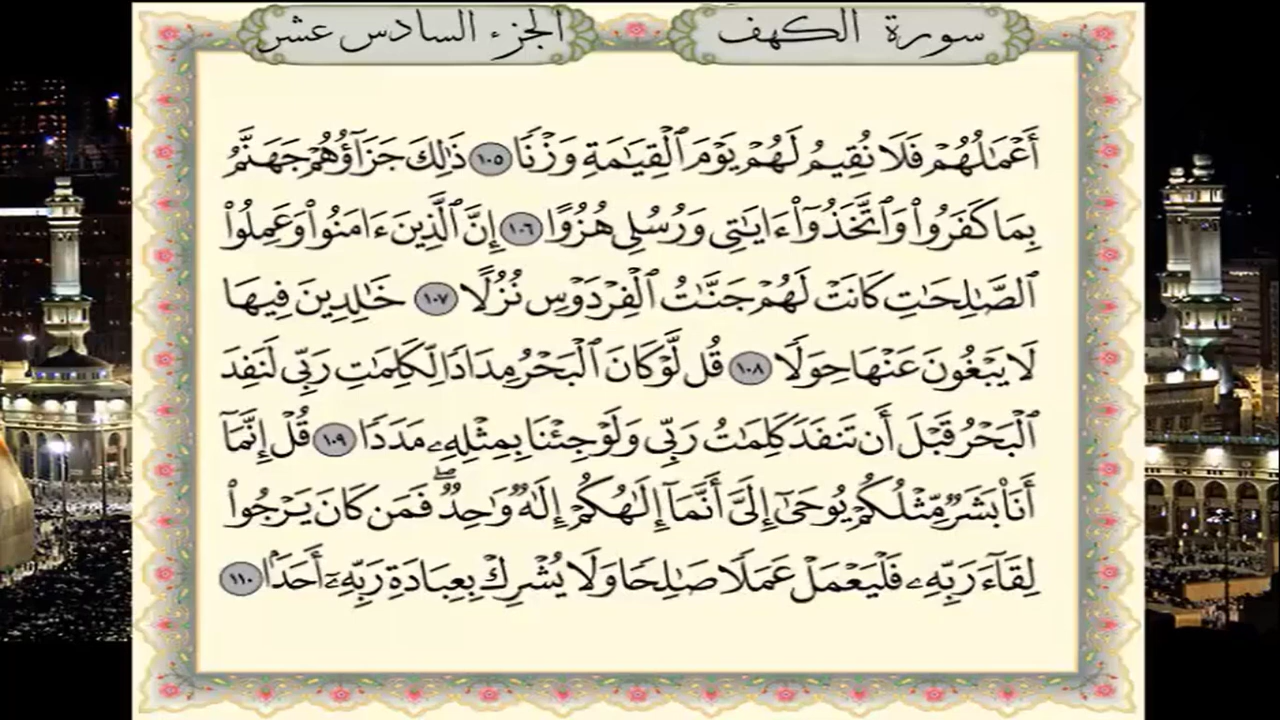 سورة الكهف
الجزء السادس عشر
أَعْمَـٰلُهُمْ فَلَا نُقِيمُ لَهُمْ يَوْمَ ٱلْقِيَـٰمَةِ وَزْنًا ١٠٥ ذَٰلِكَ جَزَآؤُهُمْ جَهَنَّمُ
بِمَا كَفَرُوا۟ وَٱتَّخَذُوٓا۟ ءَايَـٰتِى وَرُسُلِى هُزُوًا ١٠٦ إِنَّ ٱلَّذِينَ ءَامَنُوا۟ وَعَمِلُوا۟
ٱلصَّـٰلِحَـٰتِ كَانَتْ لَهُمْ جَنَّـٰتُ ٱلْفِرْدَوْسِ نُزُلًا ١٠٧ خَـٰلِدِينَ فِيهَا
لَا يَبْغُونَ عَنْهَا حِوَلًا ١٠٨ قُل لَّوْ كَانَ ٱلْبَحْرُ مِدَادًا لِّكَلِمَـٰتِ رَبِّى لَنَفِدَ
ٱلْبَحْرُ قَبْلَ أَن تَنفَدَ كَلِمَـٰتُ رَبِّى وَلَوْ جِئْنَا بِمِثْلِهِۦ مَدَدًا ١٠٩ قُلْ إِنَّمَآ
أَنَا۠ بَشَرٌ مِّثْلُكُمْ يُوحَىٰٓ إِلَىَّ أَنَّمَآ إِلَـٰهُكُمْ إِلَـٰهٌ وَٰحِدٌ ۖ فَمَن كَانَ يَرْجُوا۟
لِقَآءَ رَبِّهِۦ فَلْيَعْمَلْ عَمَلًا صَـٰلِحًا وَلَا يُشْرِكْ بِعِبَادَةِ رَبِّهِۦٓ أَحَدًۢا ١١٠